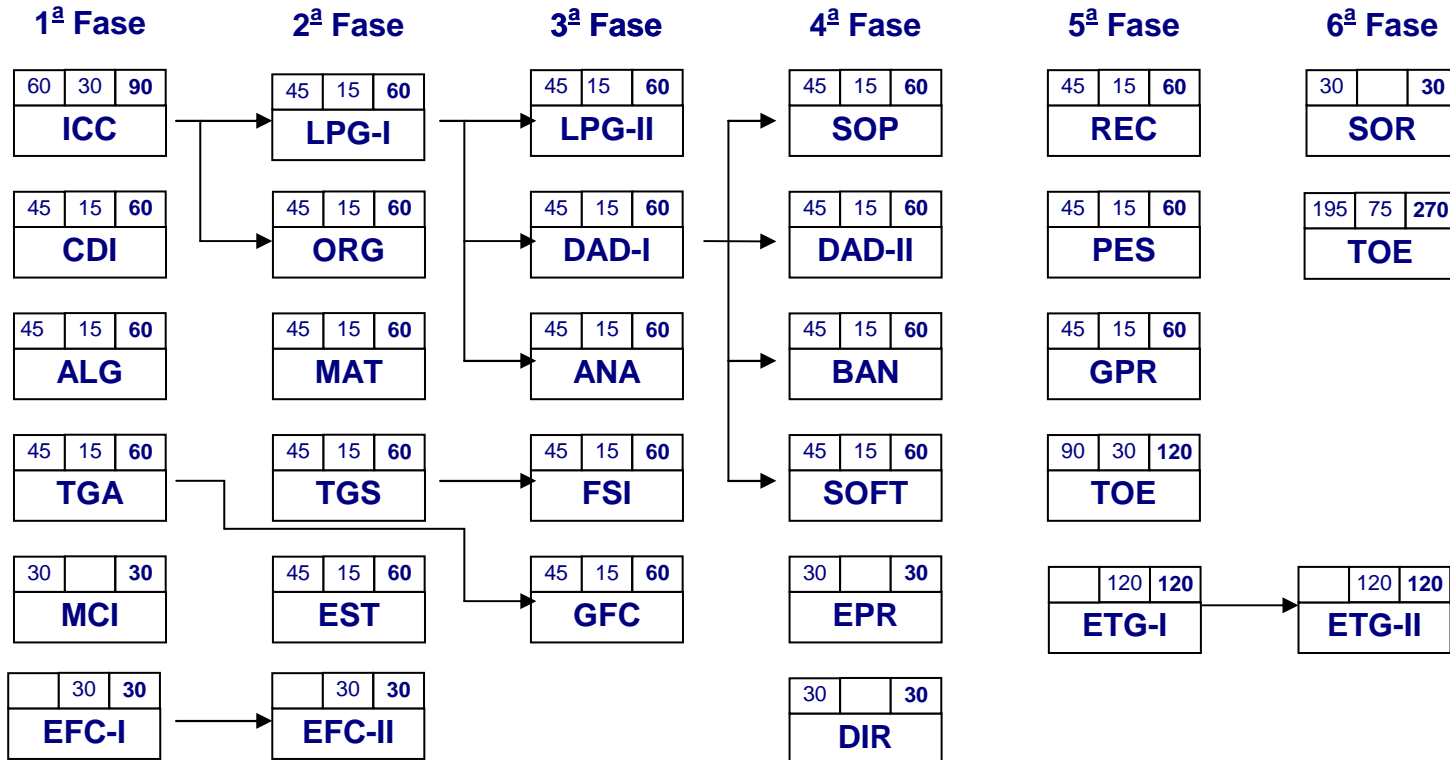 1ª Fase 2ª Fase 3ª Fase 4ª Fase 5ª Fase 6ª Fase
60 30 90 45 15 60 45 15 60 45 15 60 45 15 60 30 30
ICC LPG-I LPG-II SOP REC SOR
45 15 60 45 15 60 45 15 60 45 15 60 45 15 60 195 75 270
CDI ORG DAD-I DAD-II PES TOE
45 15 60 45 15 60 45 15 60 45 15 60 45 15 60
ALG MAT ANA BAN GPR
45 15 60 45 15 60 45 15 60 45 15 60 90 30 120
TGA TGS FSI SOFT TOE
30 30 45 15 60 45 15 60 30 30 120 120 120 120
MCI EST GFC EPR ETG-I ETG-II
30 30 30 30 30 30
EFC-I EFC-II DIR